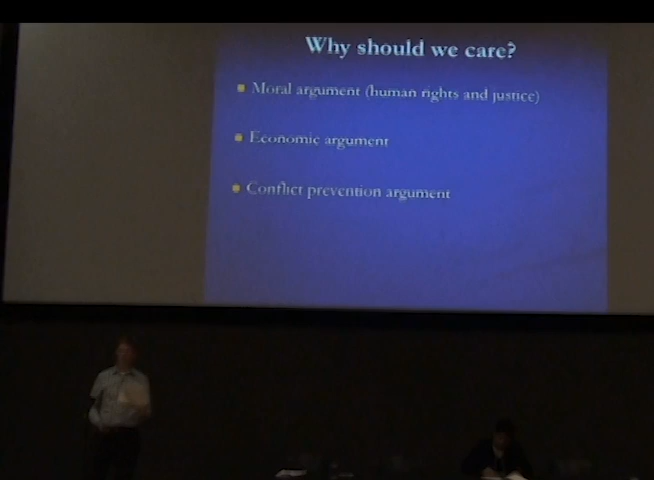 Why should we care?
Moral argument (human rights and justice)
Economic argument
Conflict prevention argument